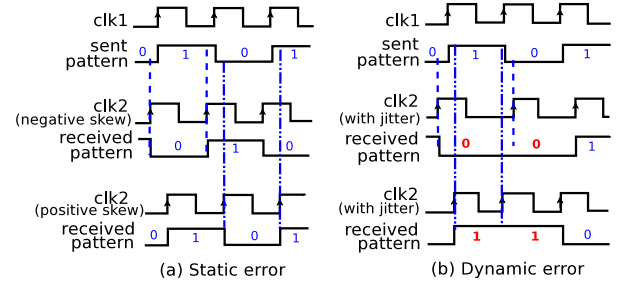 clk1
sent
pattern
0 1 0 1
clk2
(negative skew)
received
pattern
0 1 0
clk2
(positive skew)
received
pattern
0 1 0 1
(a) Static error
clk1
sent
pattern
0 1 0 1
clk2
(with jitter)
received
pattern
0 0 1
clk2
(with jitter)
received
pattern
1 1 0
(b) Dynamic error